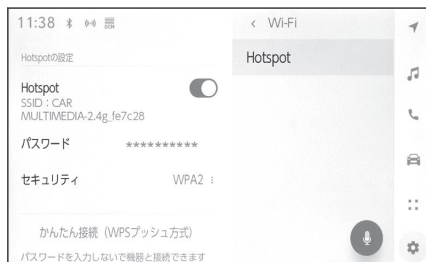 11:38
DCM
Hotspotの設定
Hotspot
SSID：CAR
MULTIMEDIA-2.4g_fe7c28
パスワード **********
セキュリティ WPA2
かんたん接続（WPSプッシュ方式）
パスワードを入力しないで機器と接続できます
< Wi-Fi
Hotspot